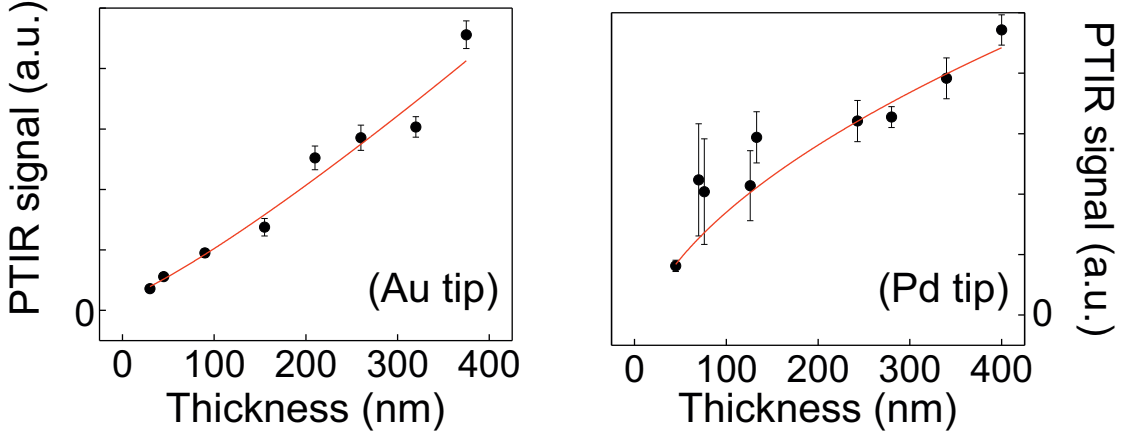 PTIR signal (a.u.)
0
(Au tip)
0 100 200 300 400
Thickness (nm)
PTIR signal (a.u.)
0
(Pd tip)
0 100 200 300 400
Thickness (nm)